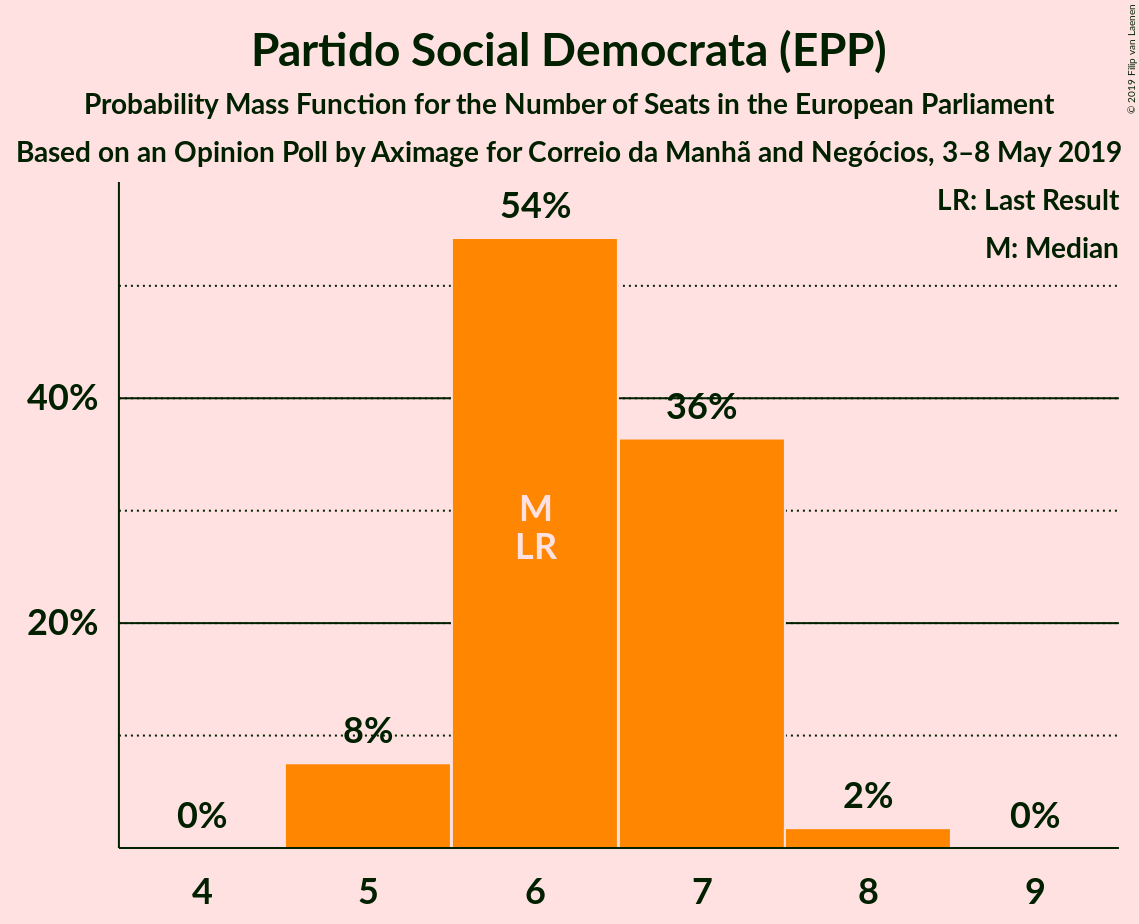 Partido Social Democrata (EPP)
Probability Mass Function for the Number of Seats in the European Parliament
Based on an Opinion Poll by Aximage for Correio da Manhã and Negócios, 3–8 May 2019
© 2019 Filip van Laenen
LR: Last Result
M: Median
54%
40%
36%
M
LR
20%
8%
2%
0%
0%
4 5 6 7 8 9